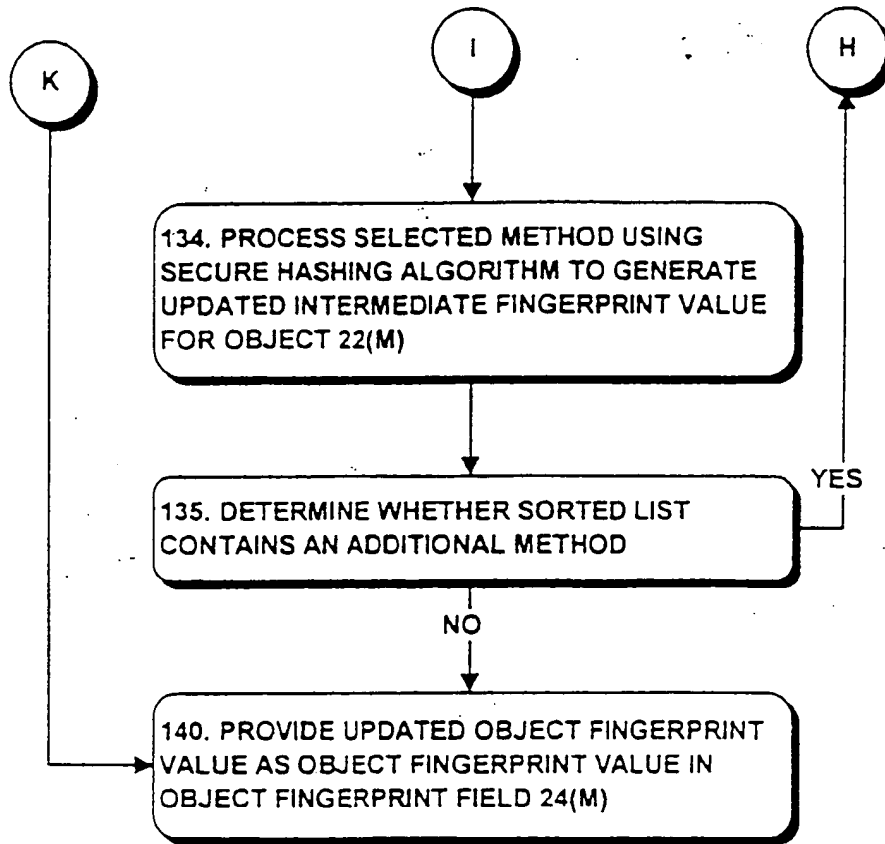 K
I
H
134. PROCESS SELECTED METHOD USING
SECURE HASHING ALGORITHM TO GENERATE
UPDATED INTERMEDIATE FINGERPRINT VALUE
FOR OBJECT 22(M)
YES
135. DETERMINE WHETHER SORTED LIST
CONTAINS AN ADDITIONAL METHOD
NO
140. PROVIDE UPDATED OBJECT FINGERPRINT
VALUE AS OBJECT FINGERPRINT VALUE IN
OBJECT FINGERPRINT FIELD 24(M)